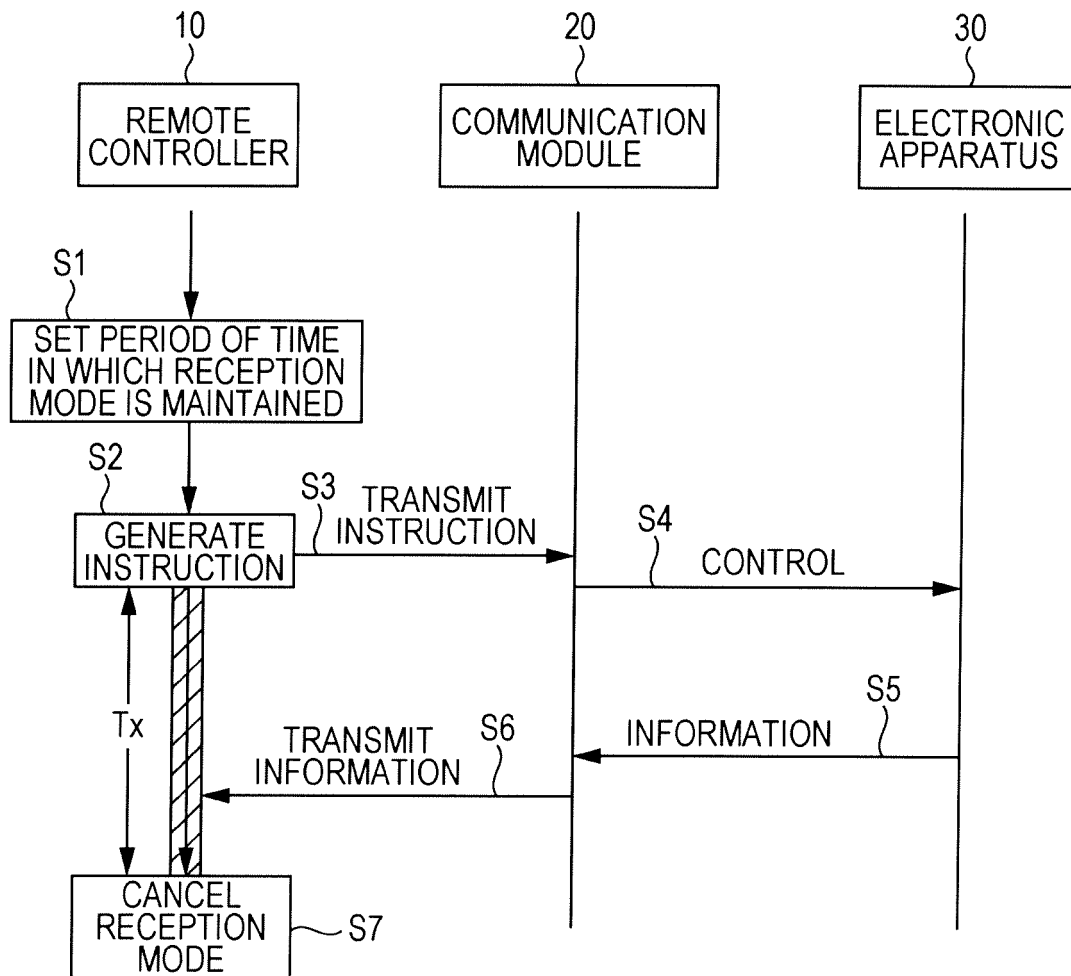 10
20
30
REMOTE
CONTROLLER
COMMUNICATION
MODULE
ELECTRONIC
APPARATUS
S1
SET PERIOD OF TIME
IN WHICH RECEPTION
MODE IS MAINTAINED
S2
GENERATE
INSTRUCTION
S3
TRANSMIT
INSTRUCTION
S4
CONTROL
S5
INFORMATION
S6
TRANSMIT
INFORMATION
Tx
CANCEL
RECEPTION
MODE
S7